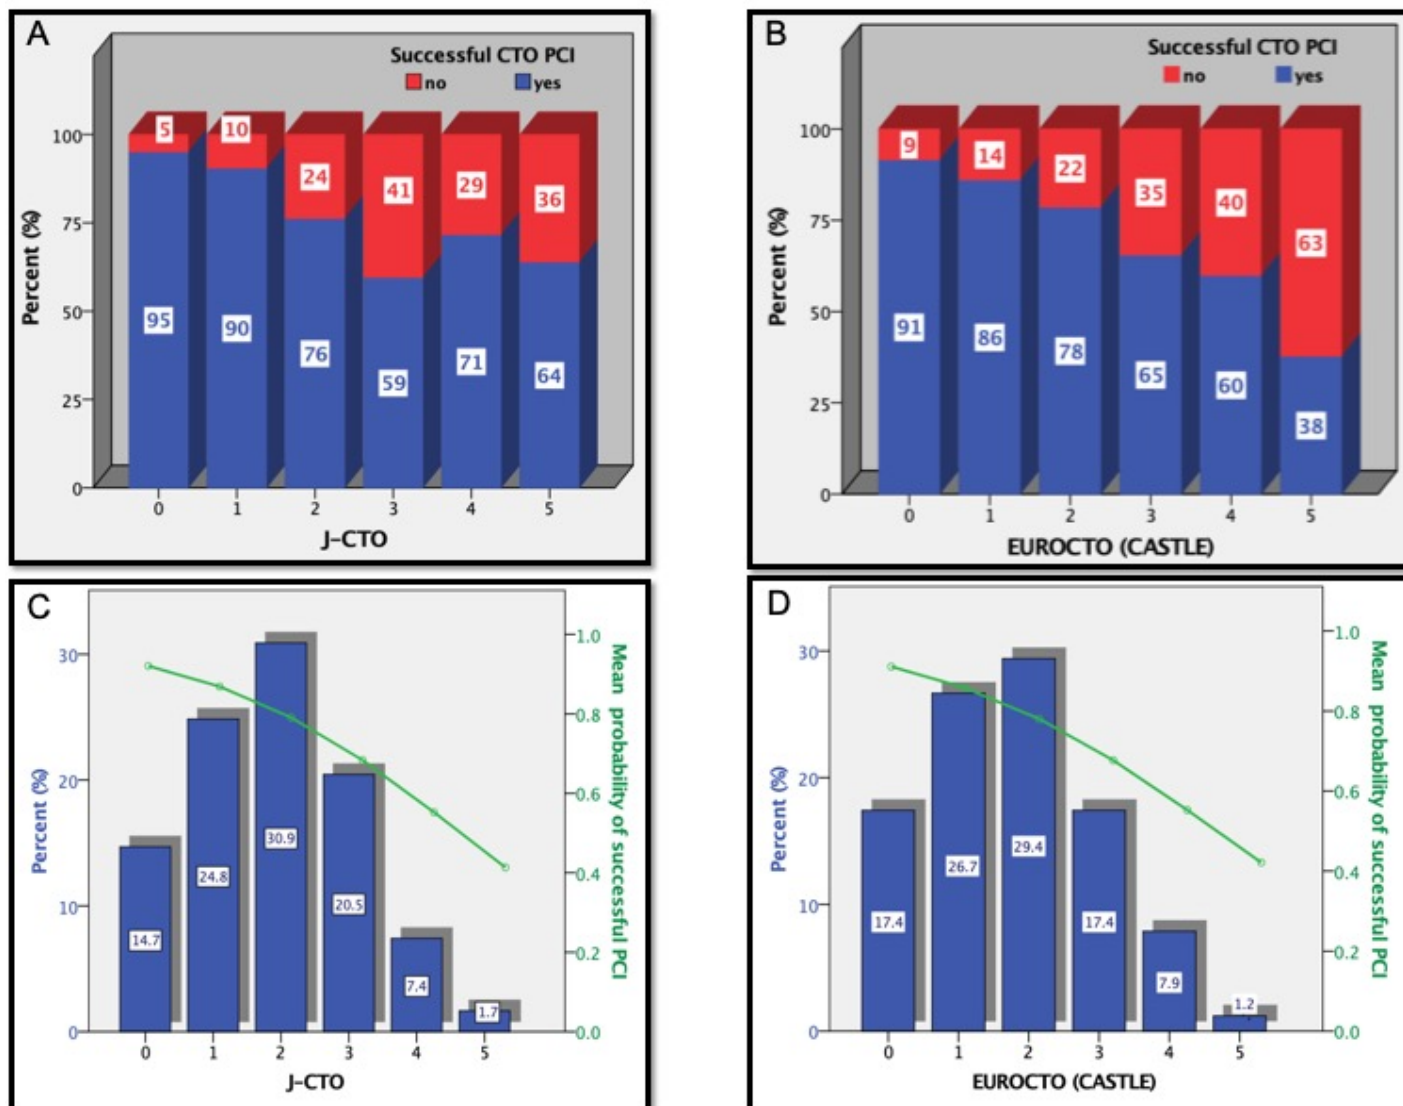 A
Successful CTO PCI
no yes
5 10 24 41 29 36
95 90 76 59 71 64
Percent (%)
100
75
50
25
0
0 1 2 3 4 5
J-CTO
B
Successful CTO PCI
no yes
9 14 22 35 40 63
91 86 78 65 60 38
Percent (%)
100
75
50
25
0
0 1 2 3 4 5
EUROCTO (CASTLE)
C
Percent (%)
30
20
10
0
14.7 24.8 30.9 20.5 7.4 1.7
1.0
0.8
0.6
0.4
0.2
0.0
Mean probability of successful PCI
0 1 2 3 4 5
J-CTO
D
Percent (%)
30
20
10
0
17.4 26.7 29.4 17.4 7.9 1.2
1.0
0.8
0.6
0.4
0.2
0.0
Mean probability of successful PCI
0 1 2 3 4 5
EUROCTO (CASTLE)